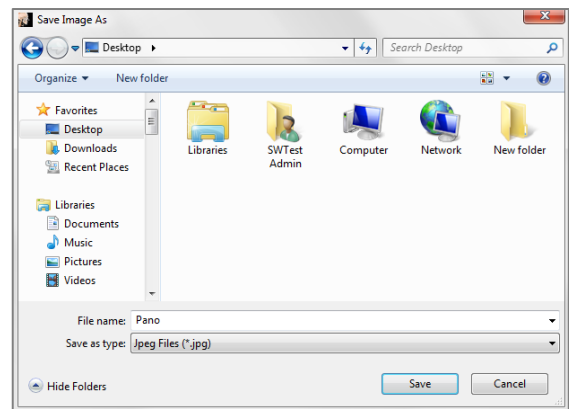 Save Image As
Desktop
Search Desktop
Organize
New folder
Favorites
Desktop
Downloads
Recent Places
Libraries
Documents
Music
Pictures
Videos
Libraries
SWTest
Admin
Computer
Network
New folder
File name: Pano
Save as type: Jpeg Files (*.jpg)
Hide Folders
Save
Cancel